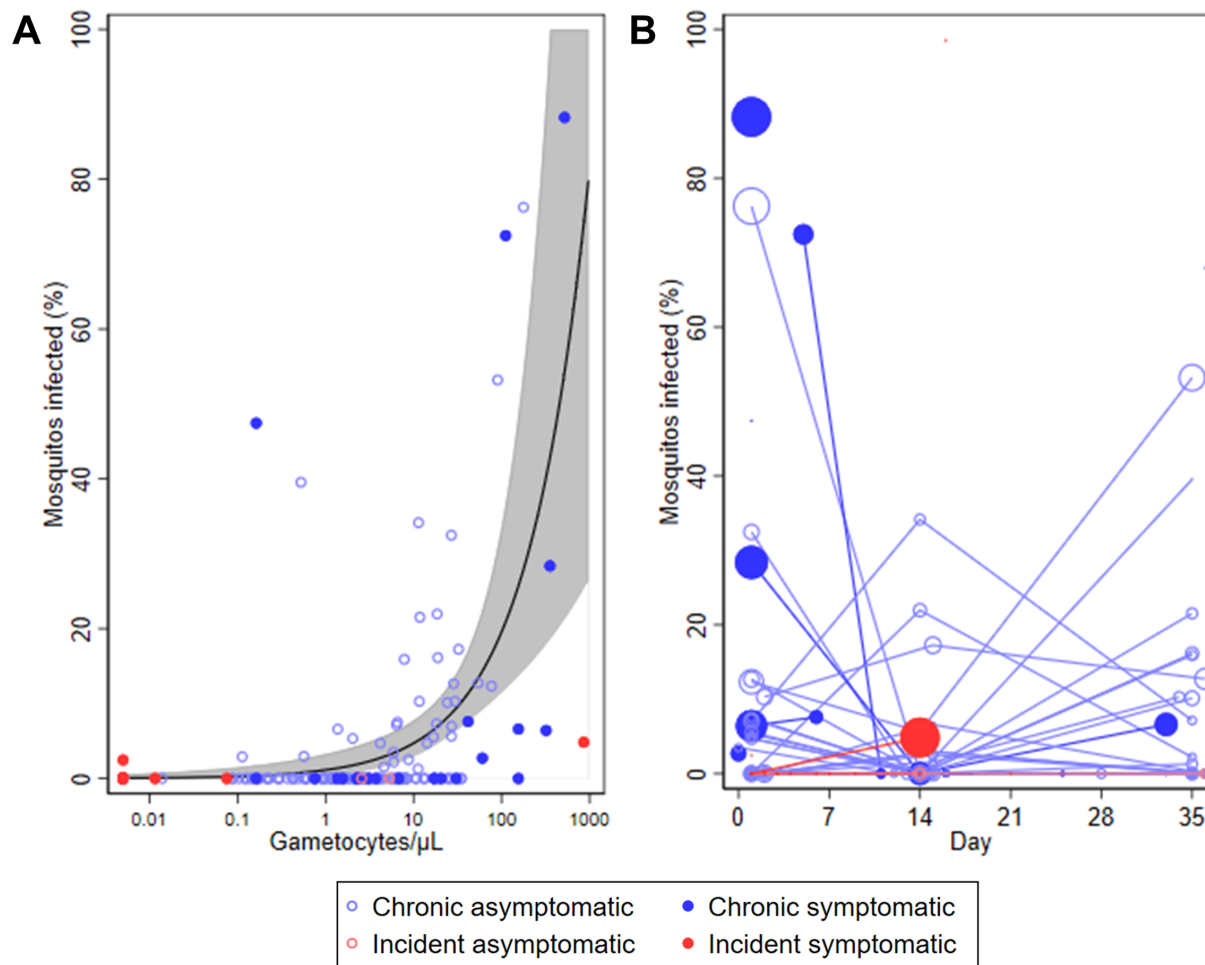 A
B
Mosquitos infected (%)
100
80
60
40
20
0
0.01 0.1 1 10 100 1000
Gametocytes/µL
Mosquitos infected (%)
100
80
60
40
20
0
0 7 14 21 28 35
Day
Chronic asymptomatic Chronic symptomatic
Incident asymptomatic Incident symptomatic